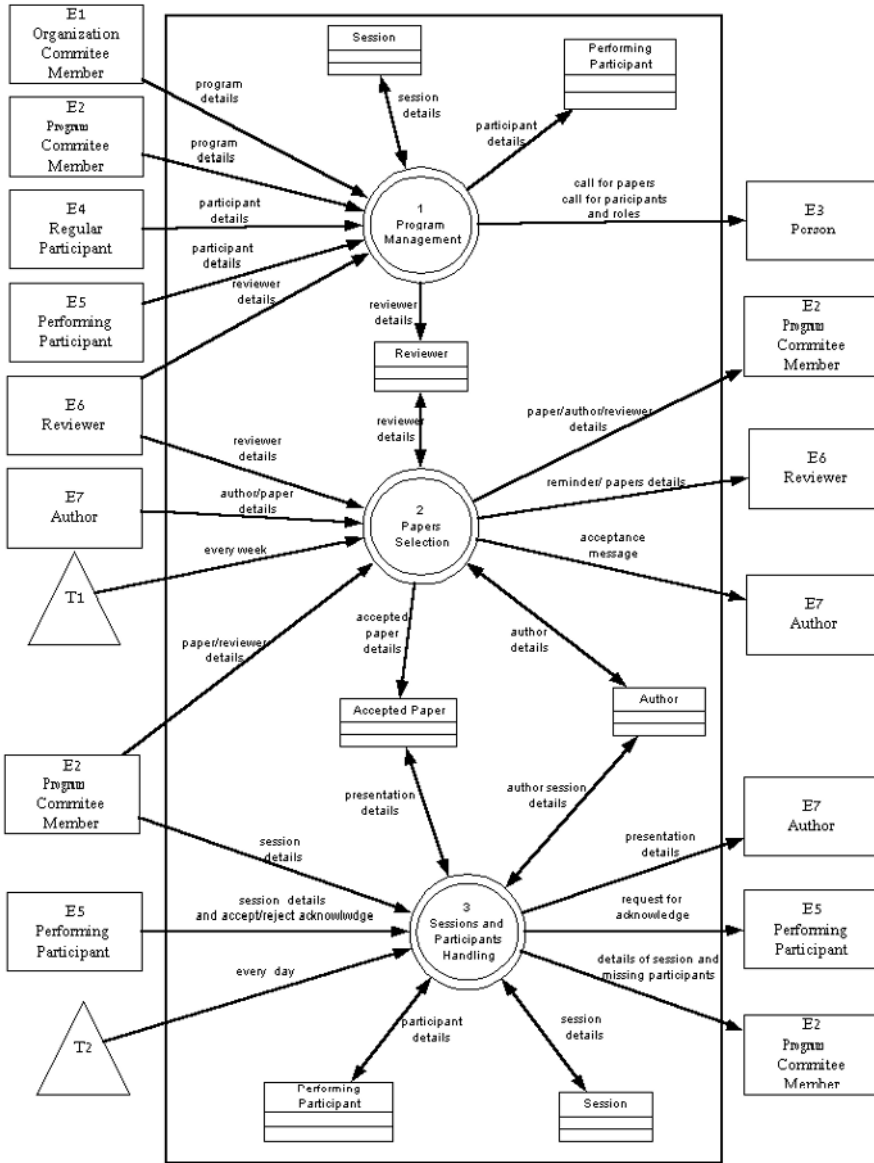 E1
Organization
Commitee
Member
program
details
E2
Program
Commitee
Member
program
details
E4
Regular
Participant
participant
details
E5
Performing
Participant
participant
details
E6
Reviewer
reviewer
details
Session
session
details
Performing
Participant
participant
details
1
Program
Management
call for papers
call for paricipants
and roles
E3
Person
reviewer
details
Reviewer
reviewer
details
reviewer
details
E7
Author
author/paper
details
T1
every week
paper/reviewer
details
2
Papers
Selection
paper/author/reviewer
details
E2
Program
Commitee
Member
reminder/ papers details
E6
Reviewer
acceptance
message
E7
Author
accepted
paper
details
author
details
Accepted Paper
Author
E2
Program
Commitee
Member
presentation
details
author session
details
session
details
E5
Performing
Participant
session details
and accept/reject acknowlwdge
T2
every day
3
Sessions and
Participants
Handling
presentation
details
E7
Author
request for
acknowledge
E5
Performing
Participant
details of session and
missing participants
E2
Program
Commitee
Member
participant
details
session
details
Performing
Participant
Session